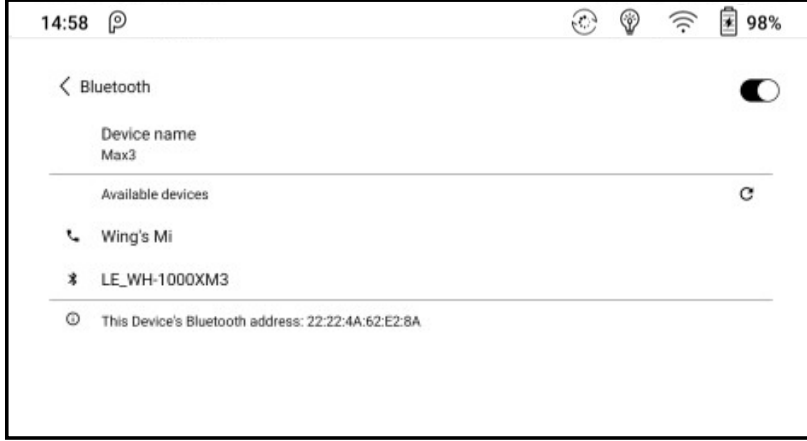 14:58 98%
Bluetooth
Device name
Max3
Available devices
Wing's Mi
LE_WH-1000XM3
This Device's Bluetooth address: 22:22:4A:62:E2:8A